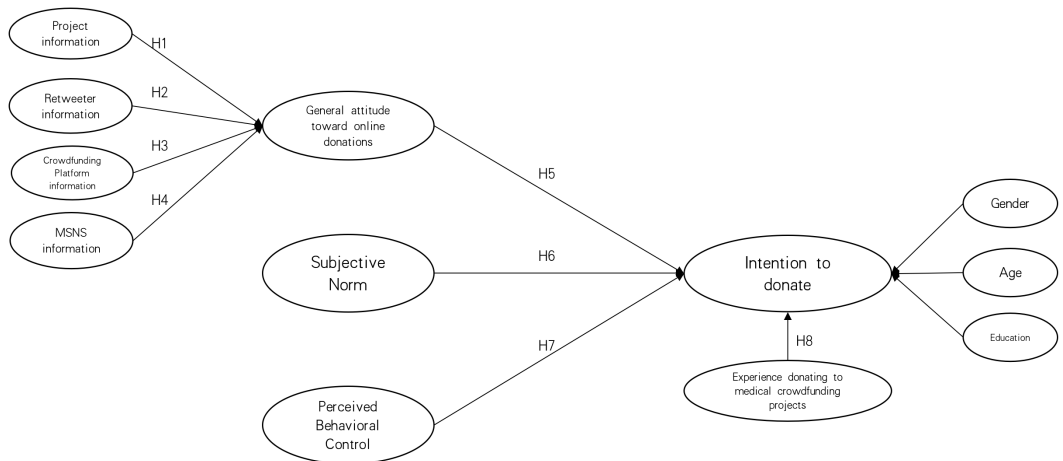 Project
information
H1
Retweeter
information
H2
Crowdfunding
Platform
information
H3
MSNS
information
H4
General attitude
toward online
donations
H5
Subjective
Norm
H6
Perceived
Behavioral
Control
H7
Intention to
donate
H8
Experience donating to
medical crowdfunding
projects
Gender
Age
Education